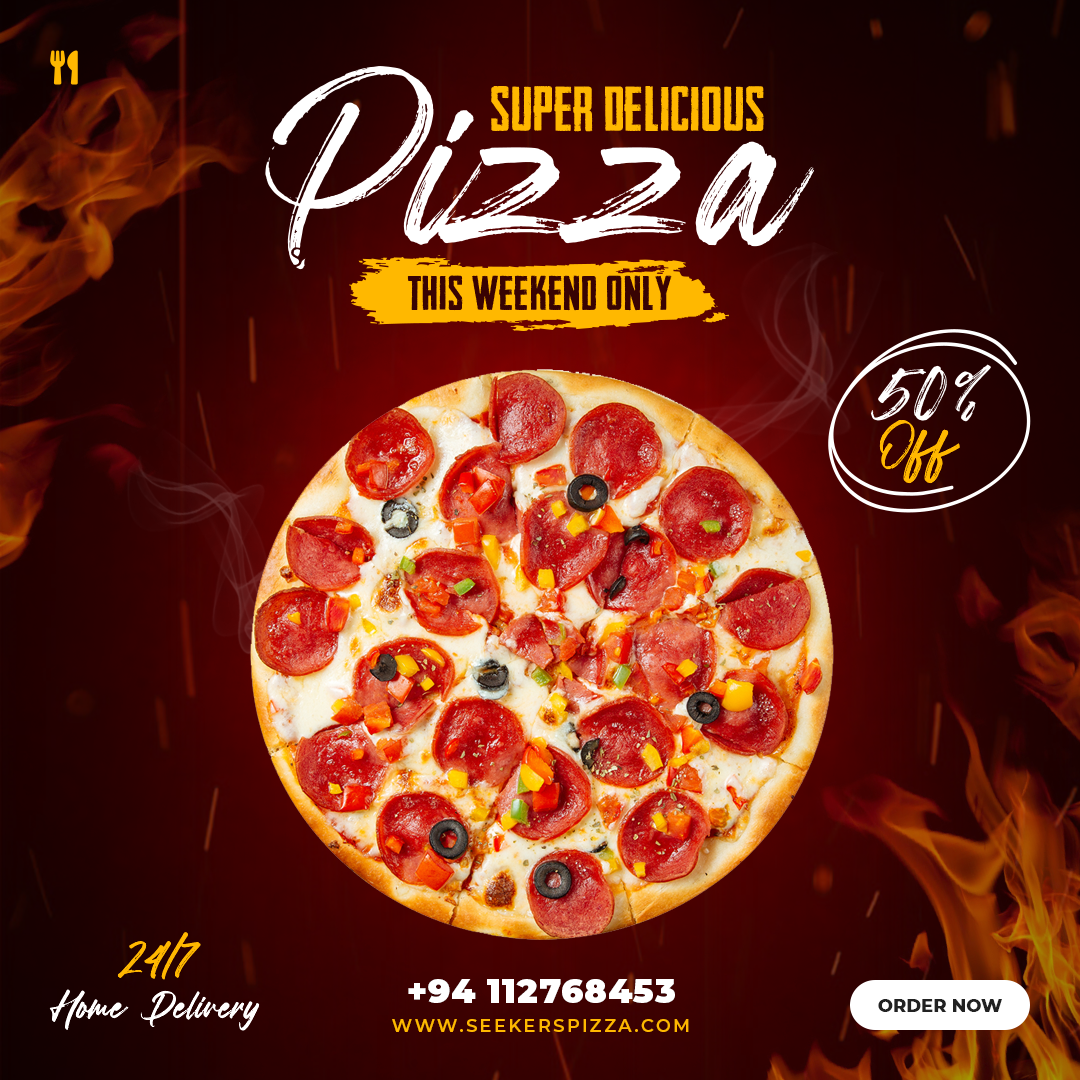 SUPER DELICIOUS
Pizza
THIS WEEKEND ONLY
50%
Off
24/7
Home Delivery
+94 112768453
WWW.SEEKERSPIZZA.COM
ORDER NOW